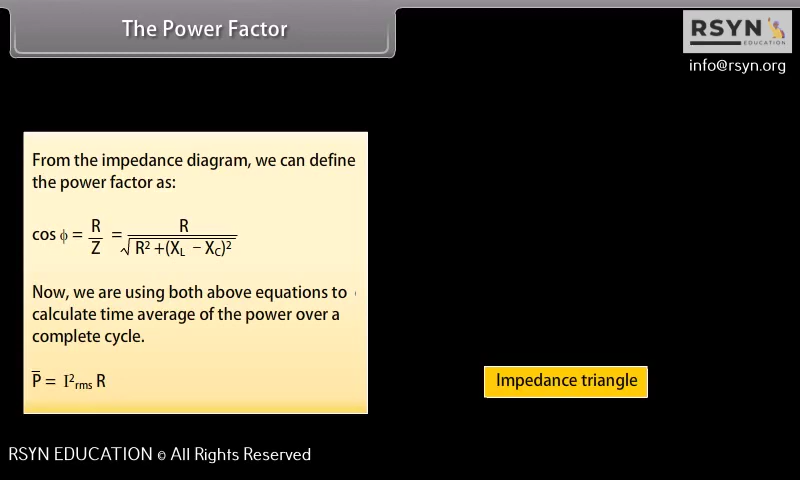 The Power Factor
RSYN
EDUCATION
info@rsyn.org
From the impedance diagram, we can define
the power factor as:
cos ϕ = R/Z = R/√(R² + (X_L − X_C)²)
Now, we are using both above equations to
calculate time average of the power over a
complete cycle.
P̅ = I²rms R
Impedance triangle
RSYN EDUCATION © All Rights Reserved